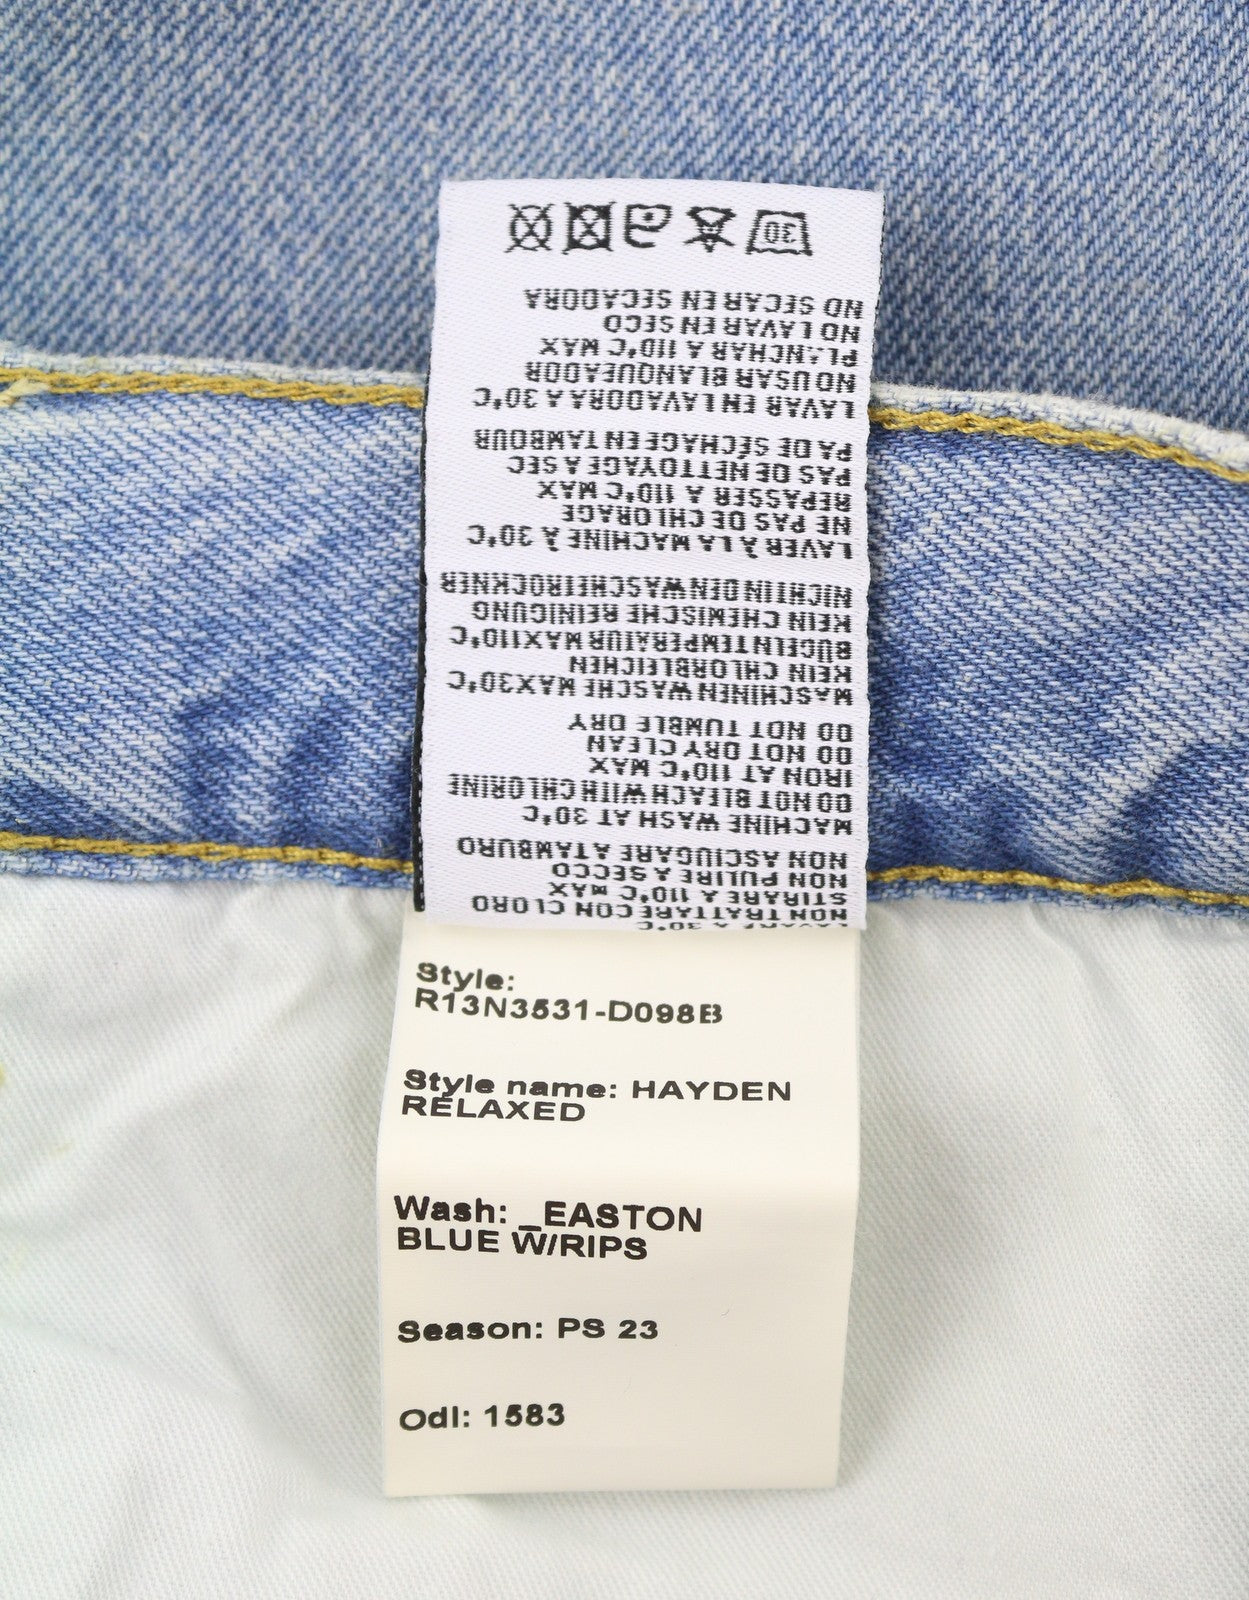 30
NO SECAR EN SECADORA
NO LAVAR EN SECO
PLANCHAR A 110°C MAX
NO USAR BLANQUEADOR
LAVAR EN LAVADORA A 30°C
PA DE SÉCHAGE EN TAMBOUR
PAS DE NETTOYAGE A SEC
REPASSER A 110°C MAX
NE PAS DE CHLORAGE
LAVER À LA MACHINE À 30°C
NICHT IN DEN WASCHETROCKNER
KEIN CHEMISCHE REINIGUNG
BUGELN TEMPERATUR MAX110°C
KEIN CHLORBLEICHEN
MASCHINEN WASCHE MAX30°C
DO NOT TUMBLE DRY
DO NOT DRY CLEAN
IRON AT 110°C MAX
DO NOT BLEACH WITH CHLORINE
MACHINE WASH AT 30°C
NON ASCIUGARE A TAMBURO
NON PULIRE A SECCO
STIRARE A 110°C MAX
NON TRATTARE CON CLORO
LAVARE A 30°C
Style:
R13N3531-D098B
Style name: HAYDEN
RELAXED
Wash: _EASTON
BLUE W/RIPS
Season: PS 23
Odl: 1583